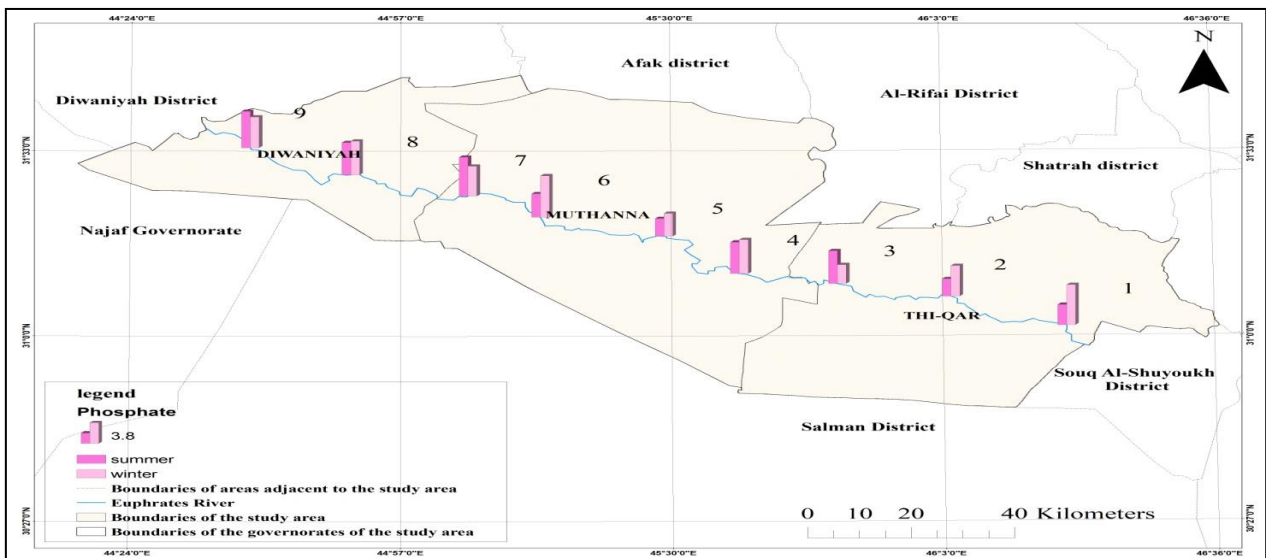 44°24'0"E 44°57'0"E 45°30'0"E 46°3'0"E 46°36'0"E
N
Afak district
Diwaniyah District
Al-Rifai District
9
31°33'0"N
31°33'0"N
DIWANIYAH
8
7
Shatrah district
6
MUTHANNA
5
Najaf Governorate
4
3
2
1
THI-QAR
31°0'0"N
31°0'0"N
Souq Al-Shuyoukh
District
Salman District
legend
Phosphate
3.8
summer
winter
Boundaries of areas adjacent to the study area
Euphrates River
Boundaries of the study area
Boundaries of the governorates of the study area
0 10 20 40 Kilometers
30°27'0"N
30°27'0"N
44°24'0"E 44°57'0"E 45°30'0"E 46°3'0"E 46°36'0"E